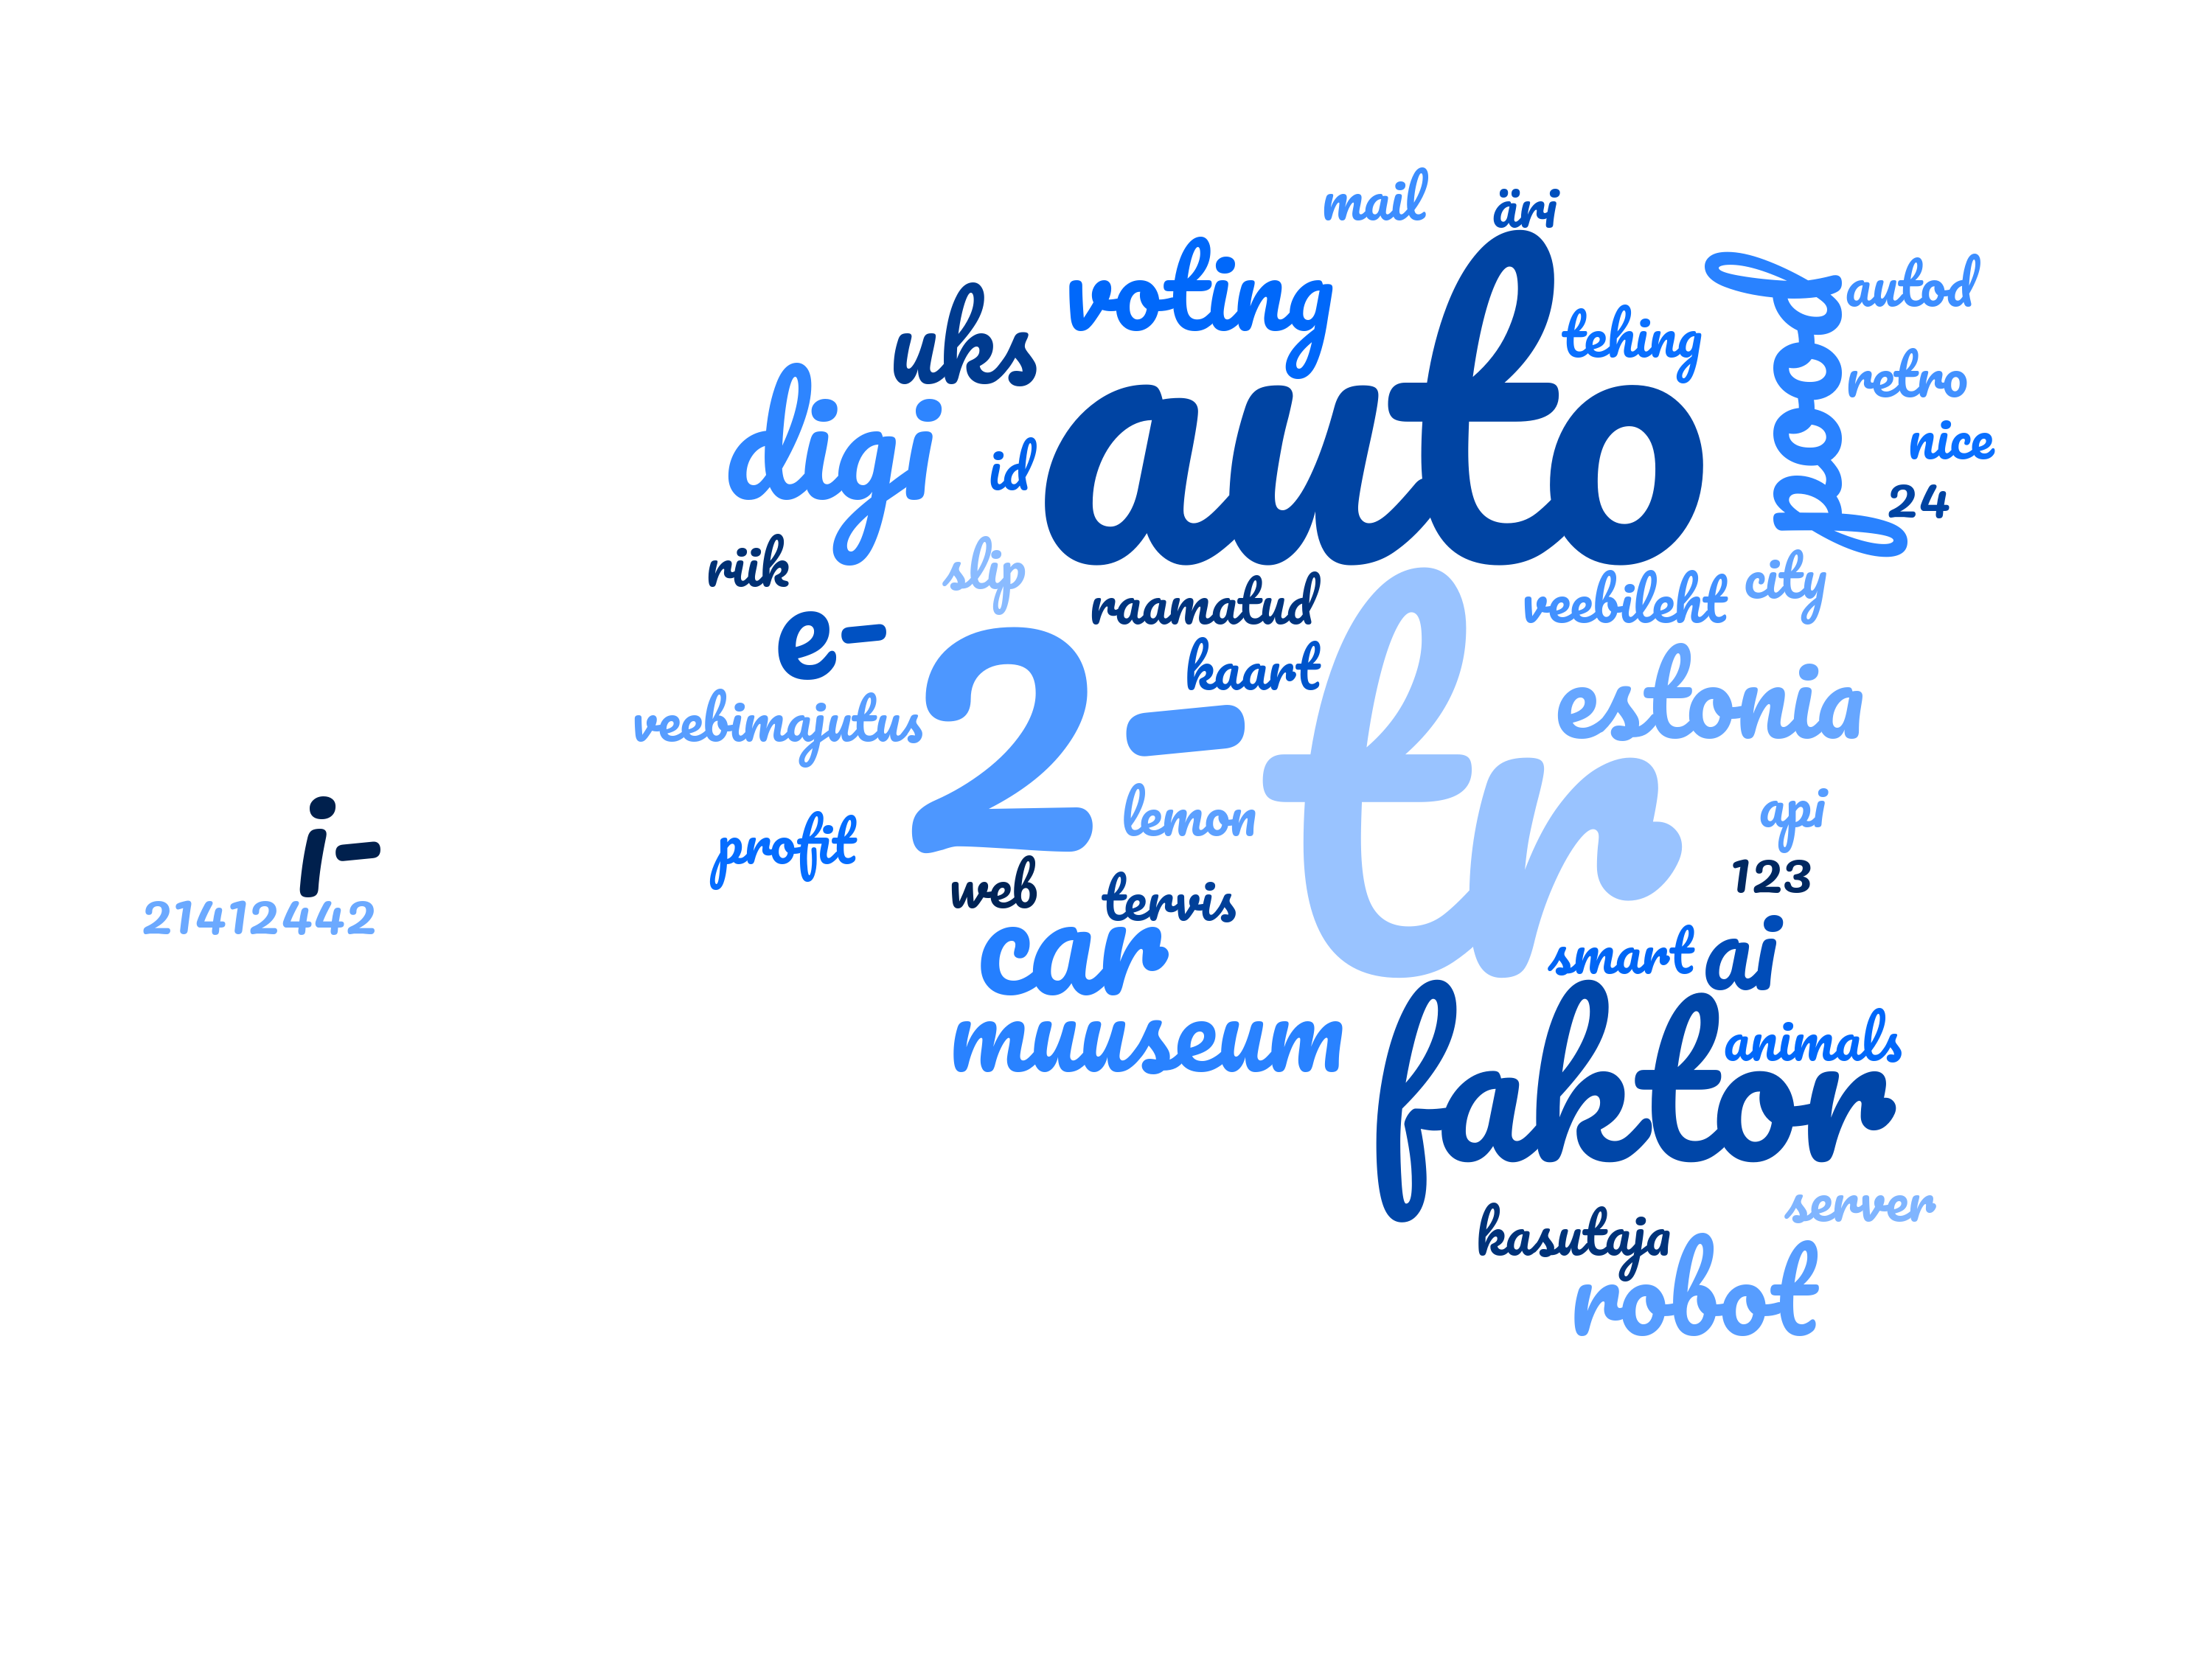 mail
äri
voting
uks
autod
tehing
digi
auto
pood
retro
id
nice
24
riik
slip
raamatud
veebileht
city
e-
kaart
2-tr
estonia
veebimajutus
lemon
api
profit
i-
214124442
web
tervis
123
car
smart
ai
muuseum
animals
faktor
server
kasutaja
robot